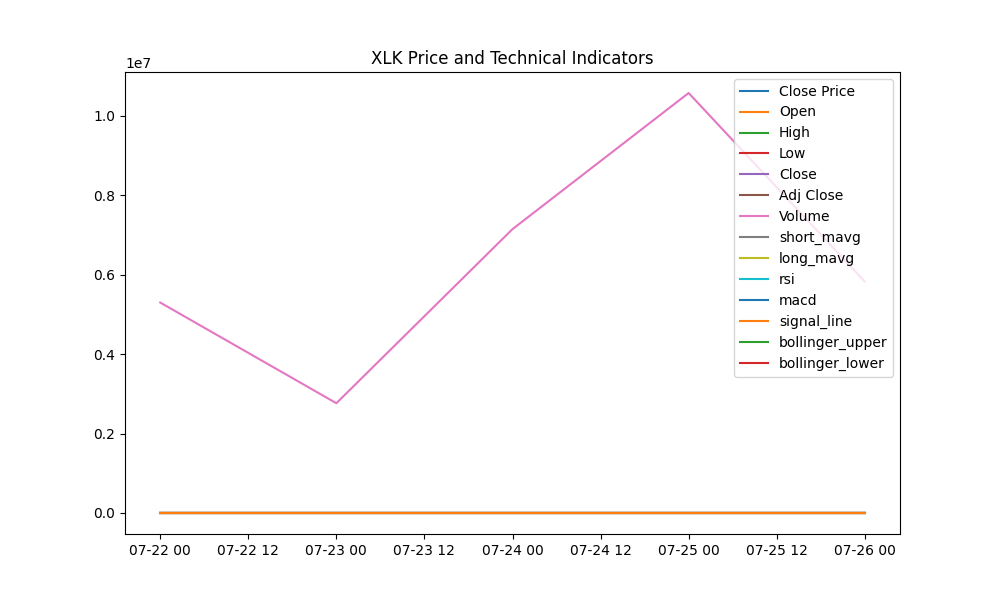 XLK Price and Technical Indicators
1e7
1.0
0.8
0.6
0.4
0.2
0.0
07-22 00
07-22 12
07-23 00
07-23 12
07-24 00
07-24 12
07-25 00
07-25 12
07-26 00
Close Price
Open
High
Low
Close
Adj Close
Volume
short_mavg
long_mavg
rsi
macd
signal_line
bollinger_upper
bollinger_lower